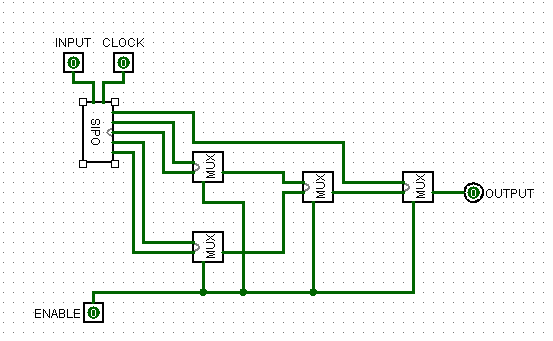 INPUT CLOCK
0 0
SIPO
MUX
MUX
MUX
0 OUTPUT
MUX
ENABLE 0